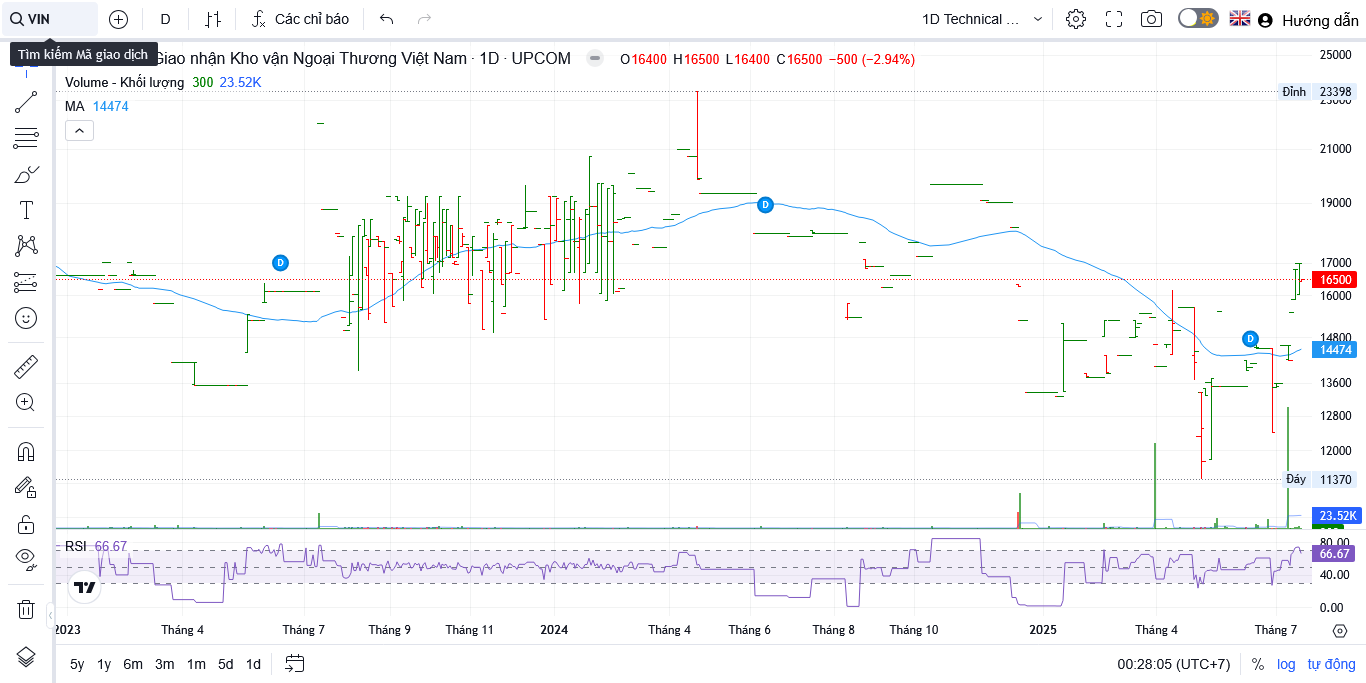 VIN D Các chỉ báo 1D Technical ... Hướng dẫn
Tìm kiếm Mã giao dịch
Giao nhận Kho vận Ngoại Thương Việt Nam · 1D · UPCOM O16400 H16500 L16400 C16500 −500 (−2.94%)
Volume - Khối lượng 300 23.52K
MA 14474
25000
Đỉnh 23398
23000
21000
19000
17000
16500
16000
14800
14474
13600
12800
12000
Đáy 11370
23.52K
D
D
D
RSI 66.67
80.00
66.67
40.00
0.00
2023 Tháng 4 Tháng 7 Tháng 9 Tháng 11 2024 Tháng 4 Tháng 6 Tháng 8 Tháng 10 2025 Tháng 4 Tháng 7
5y 1y 6m 3m 1m 5d 1d 00:28:05 (UTC+7) % log tự động